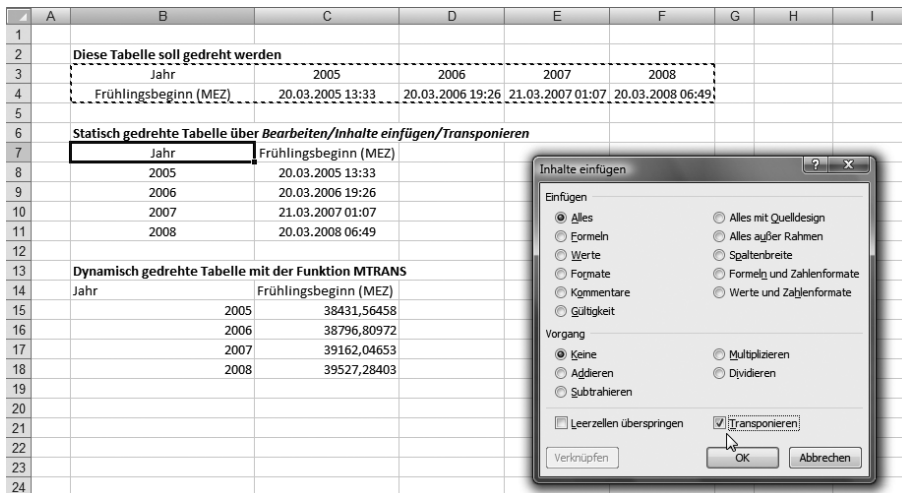 A B C D E F G H I
1
2 Diese Tabelle soll gedreht werden
3 Jahr 2005 2006 2007 2008
4 Frühlingsbeginn (MEZ) 20.03.2005 13:33 20.03.2006 19:26 21.03.2007 01:07 20.03.2008 06:49
5
6 Statisch gedrehte Tabelle über Bearbeiten/Inhalte einfügen/Transponieren
7 Jahr Frühlingsbeginn (MEZ)
8 2005 20.03.2005 13:33
9 2006 20.03.2006 19:26
10 2007 21.03.2007 01:07
11 2008 20.03.2008 06:49
12
13 Dynamisch gedrehte Tabelle mit der Funktion MTRANS
14 Jahr Frühlingsbeginn (MEZ)
15 2005 38431,56458
16 2006 38796,80972
17 2007 39162,04653
18 2008 39527,28403
19
20
21
22
23
24
Inhalte einfügen
Einfügen
Alles Alles mit Quelldesign
Formeln Alles außer Rahmen
Werte Spaltenbreite
Formate Formeln und Zahlenformate
Kommentare Werte und Zahlenformate
Gültigkeit
Vorgang
Keine Multiplizieren
Addieren Dividieren
Subtrahieren
Leerzellen überspringen Transponieren
Verknüpfen OK Abbrechen